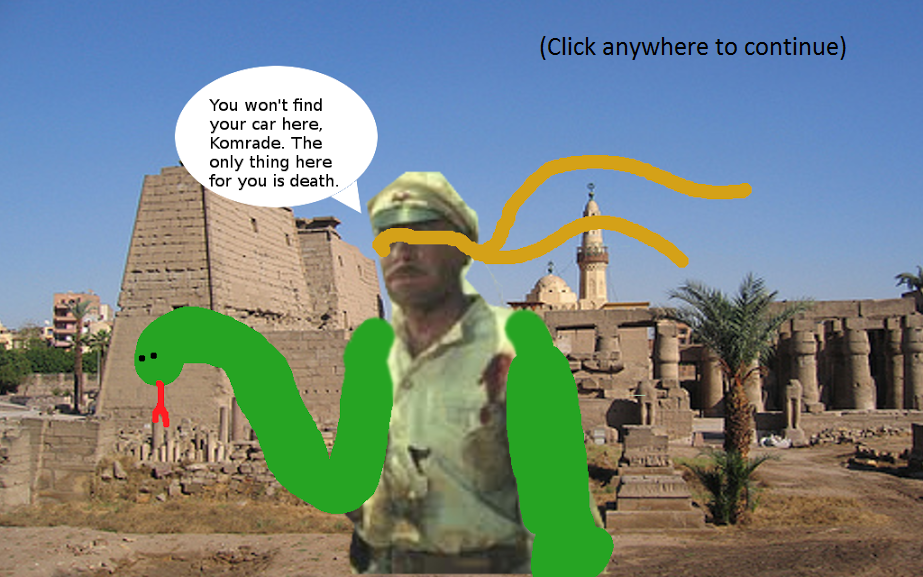 (Click anywhere to continue)
You won't find
your car here,
Komrade. The
only thing here
for you is death.